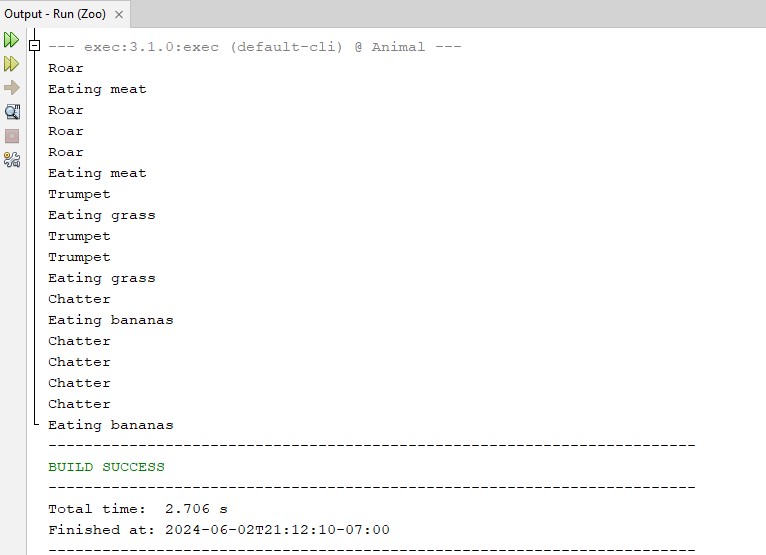 Output - Run (Zoo) ×
--- exec:3.1.0:exec (default-cli) @ Animal ---
Roar
Eating meat
Roar
Roar
Roar
Eating meat
Trumpet
Eating grass
Trumpet
Trumpet
Eating grass
Chatter
Eating bananas
Chatter
Chatter
Chatter
Chatter
Eating bananas
------------------------------------------------------------------------
BUILD SUCCESS
------------------------------------------------------------------------
Total time:  2.706 s
Finished at: 2024-06-02T21:12:10-07:00
------------------------------------------------------------------------